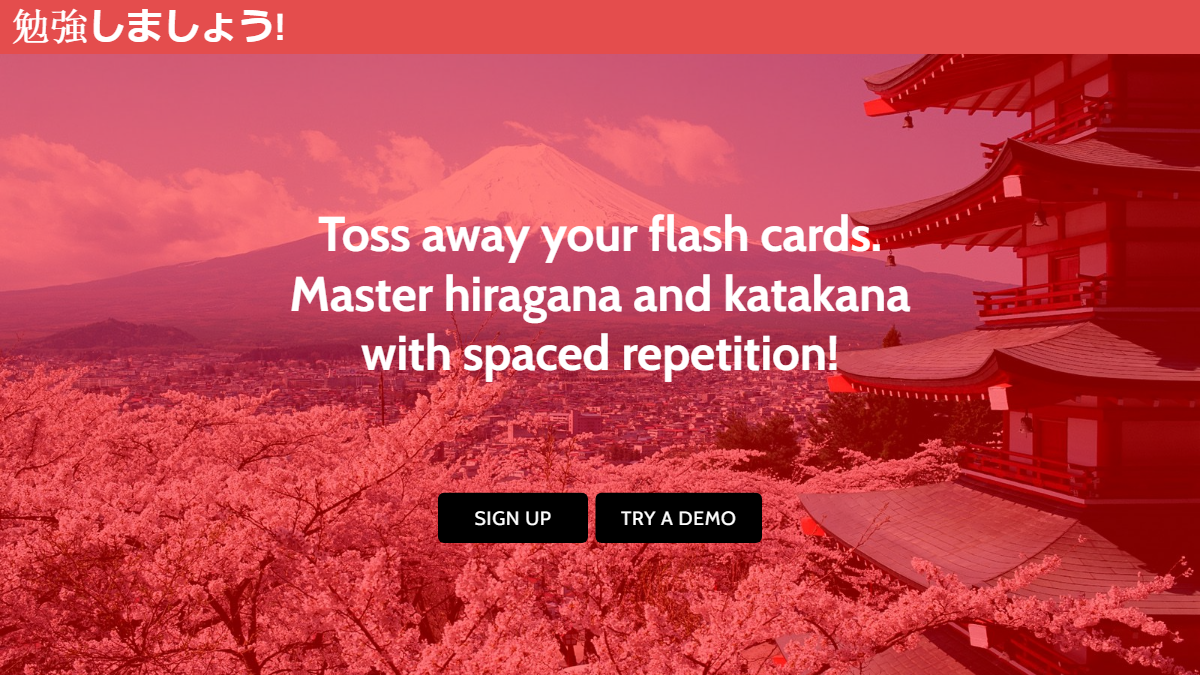 勉強しましょう!
Toss away your flash cards.
Master hiragana and katakana
with spaced repetition!
SIGN UP
TRY A DEMO